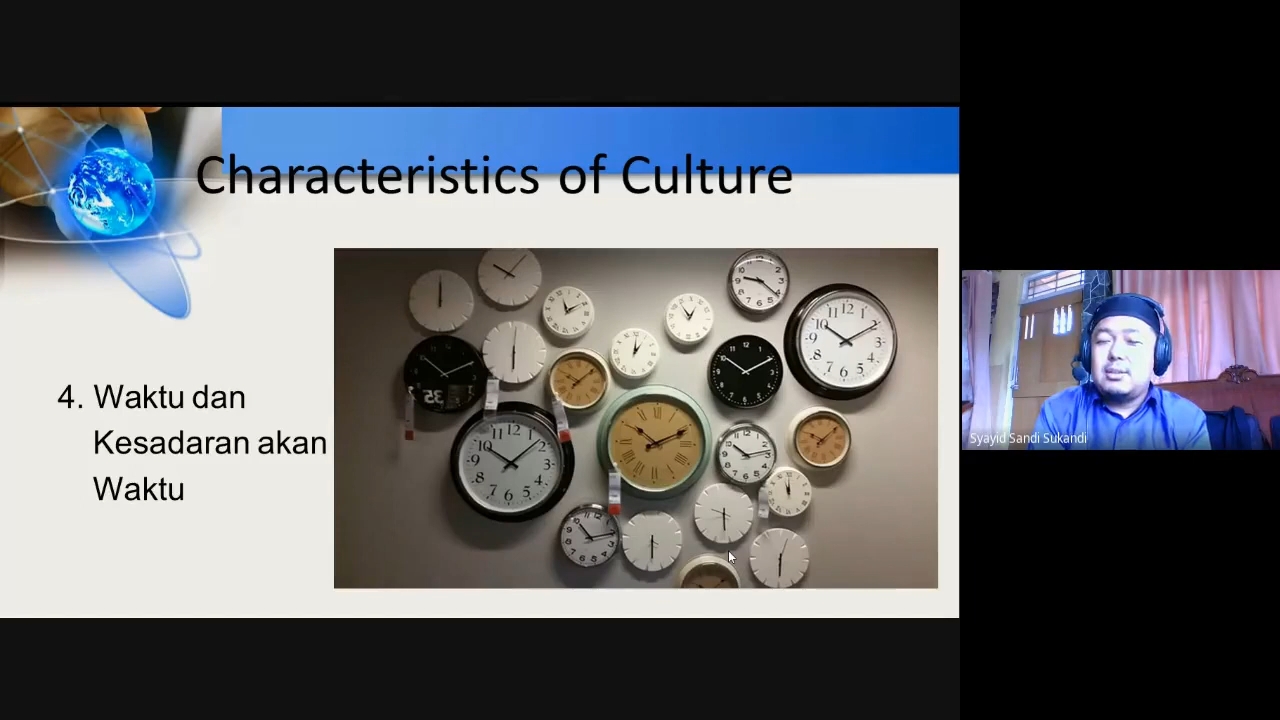 Characteristics of Culture
4. Waktu dan
Kesadaran akan
Waktu
Syayid Sandi Sukandi